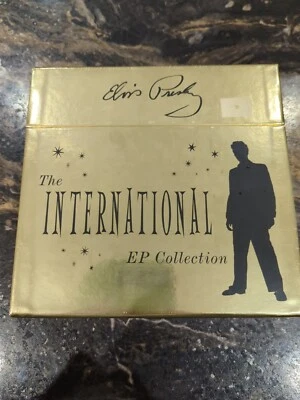 Elvis Presley
The
INTERNATIONAL
EP Collection